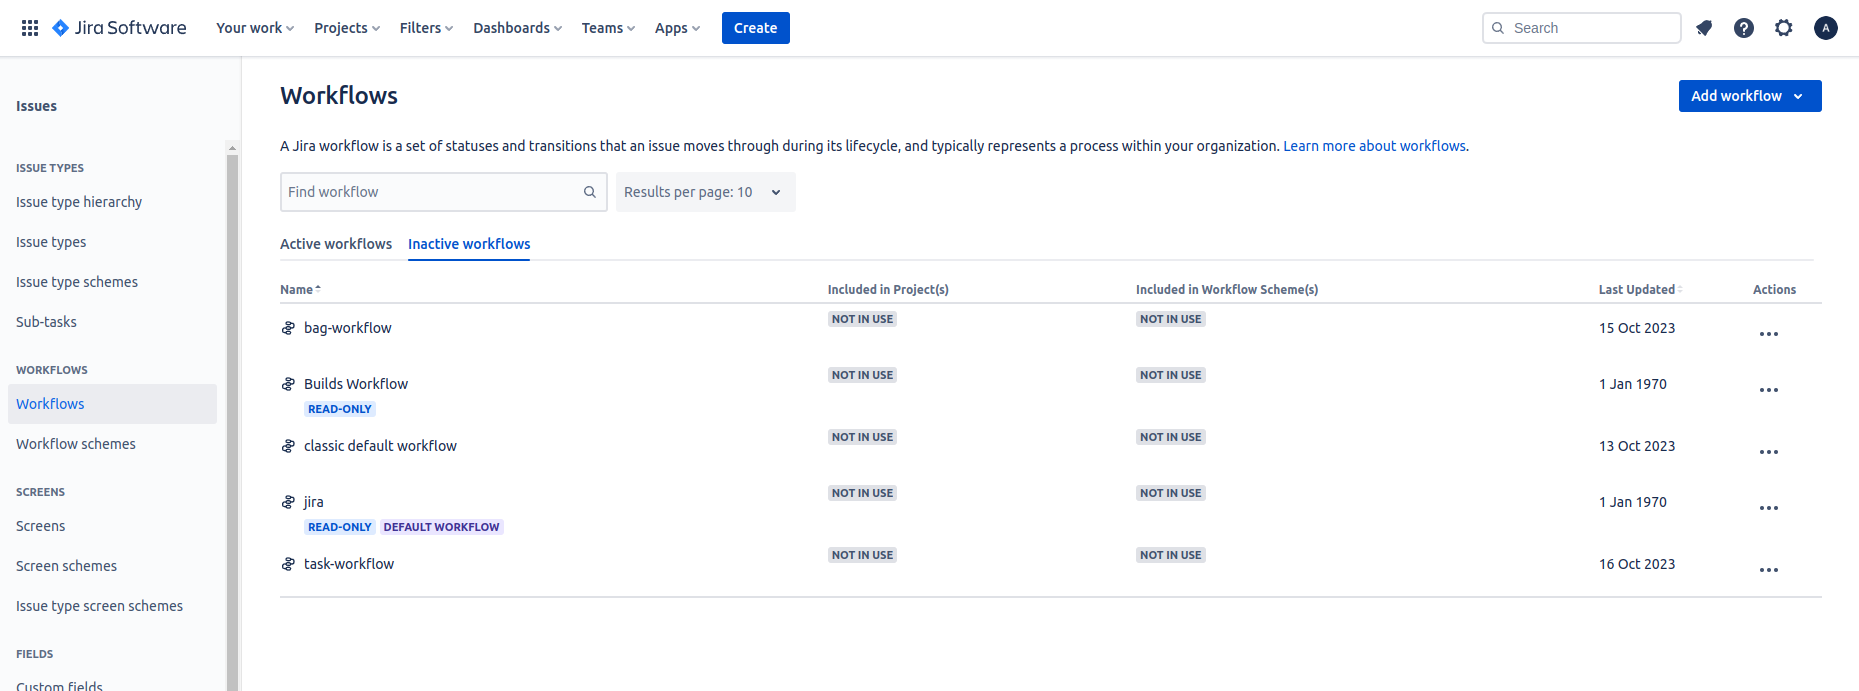 Jira Software Your work Projects Filters Dashboards Teams Apps Create Search A
Issues
ISSUE TYPES
Issue type hierarchy
Issue types
Issue type schemes
Sub-tasks
WORKFLOWS
Workflows
Workflow schemes
SCREENS
Screens
Screen schemes
Issue type screen schemes
FIELDS
Custom fields
Workflows
Add workflow
A Jira workflow is a set of statuses and transitions that an issue moves through during its lifecycle, and typically represents a process within your organization. Learn more about workflows.
Find workflow Results per page: 10
Active workflows Inactive workflows
Name Included in Project(s) Included in Workflow Scheme(s) Last Updated Actions
bag-workflow NOT IN USE NOT IN USE 15 Oct 2023
Builds Workflow NOT IN USE NOT IN USE 1 Jan 1970
READ-ONLY
classic default workflow NOT IN USE NOT IN USE 13 Oct 2023
jira NOT IN USE NOT IN USE 1 Jan 1970
READ-ONLY DEFAULT WORKFLOW
task-workflow NOT IN USE NOT IN USE 16 Oct 2023